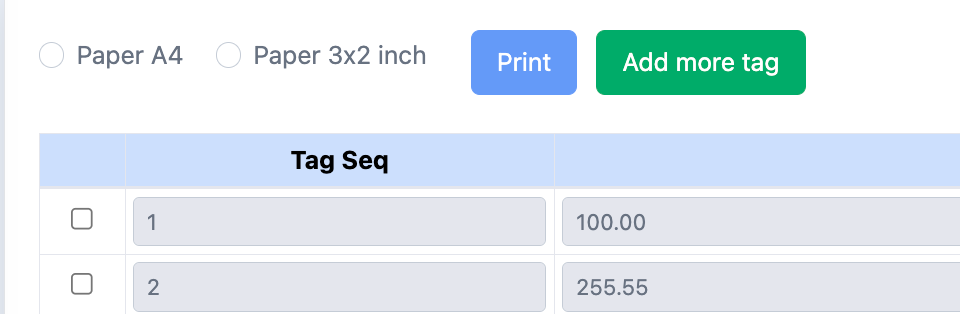 Paper A4 Paper 3x2 inch Print Add more tag
Tag Seq
1 100.00
2 255.55